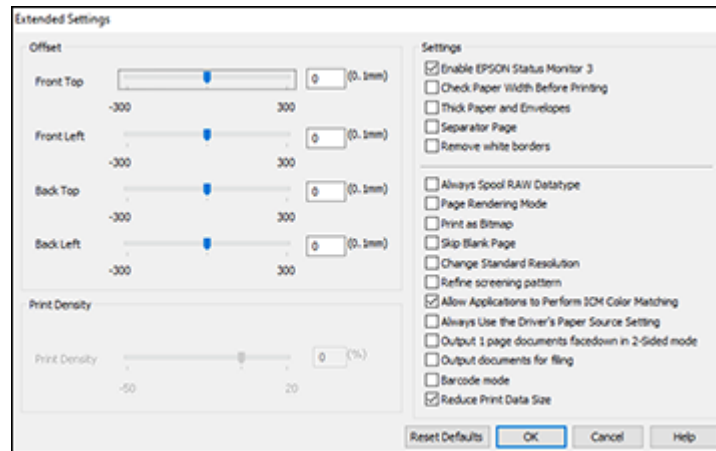 Extended Settings
Offset
Front Top
0 (0.1mm)
-300 300
Front Left
0 (0.1mm)
-300 300
Back Top
0 (0.1mm)
-300 300
Back Left
0 (0.1mm)
-300 300
Print Density
Print Density
0 (%)
-50 20
Settings
Enable EPSON Status Monitor 3
Check Paper Width Before Printing
Thick Paper and Envelopes
Separator Page
Remove white borders
Always Spool RAW Datatype
Page Rendering Mode
Print as Bitmap
Skip Blank Page
Change Standard Resolution
Refine screening pattern
Allow Applications to Perform ICM Color Matching
Always Use the Driver's Paper Source Setting
Output 1 page documents facedown in 2-Sided mode
Output documents for filing
Barcode mode
Reduce Print Data Size
Reset Defaults OK Cancel Help